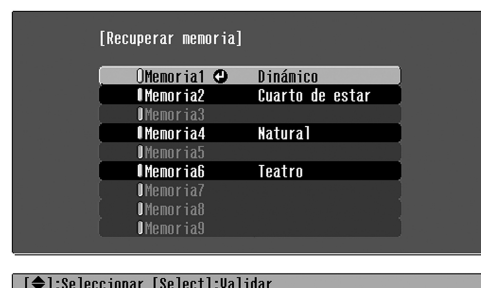 [Recuperar memoria]
Memoria1 Dinámico
Memoria2 Cuarto de estar
Memoria3
Memoria4 Natural
Memoria5
Memoria6 Teatro
Memoria7
Memoria8
Memoria9
[◆]:Seleccionar [Select]:Validar